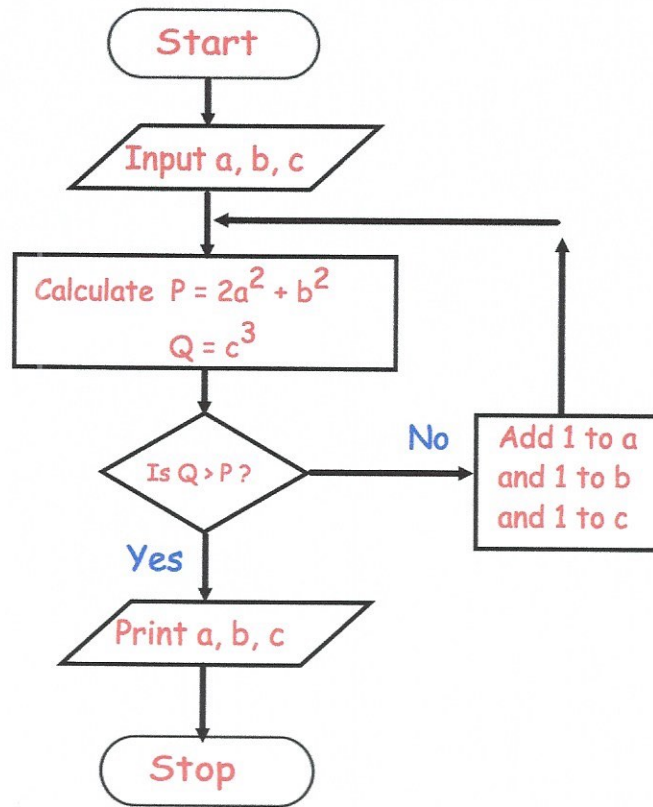 Start
Input a, b, c
Calculate P = 2a² + b²
Q = c³
Is Q > P ?
No
Add 1 to a
and 1 to b
and 1 to c
Yes
Print a, b, c
Stop